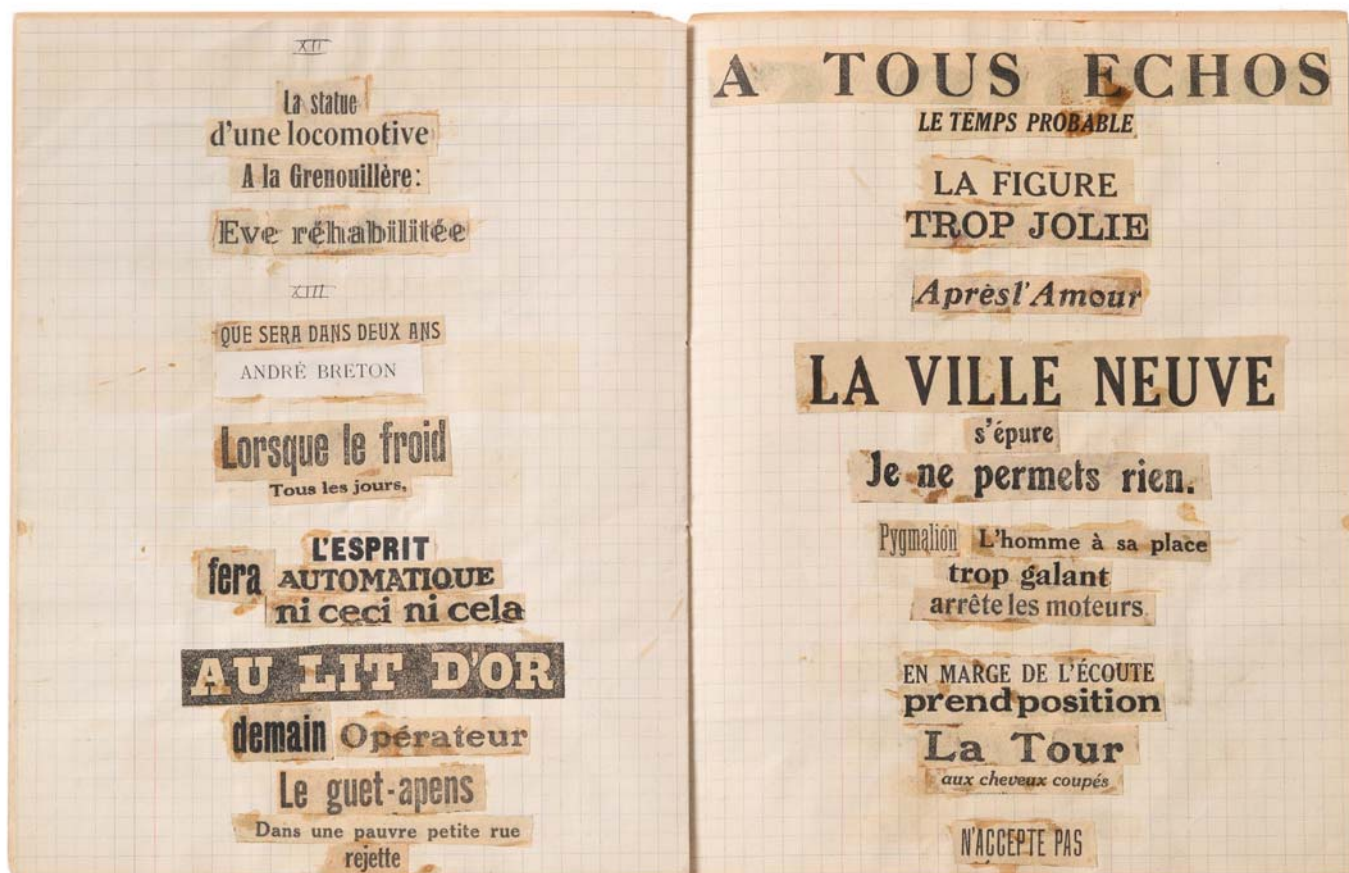 XII
La statue
d'une locomotive
A la Grenouillère:
Eve réhabilitée
XIII
QUE SERA DANS DEUX ANS
ANDRÉ BRETON
Lorsque le froid
Tous les jours,
L'ESPRIT
fera AUTOMATIQUE
ni ceci ni cela
AU LIT D'OR
demain Opérateur
Le guet-apens
Dans une pauvre petite rue
rejette
A TOUS ECHOS
LE TEMPS PROBABLE
LA FIGURE
TROP JOLIE
Après l'Amour
LA VILLE NEUVE
s'épure
Je ne permets rien.
Pygmalion L'homme à sa place
trop galant
arrête les moteurs
EN MARGE DE L'ÉCOUTE
prend position
La Tour
aux cheveux coupés
N'ACCEPTE PAS